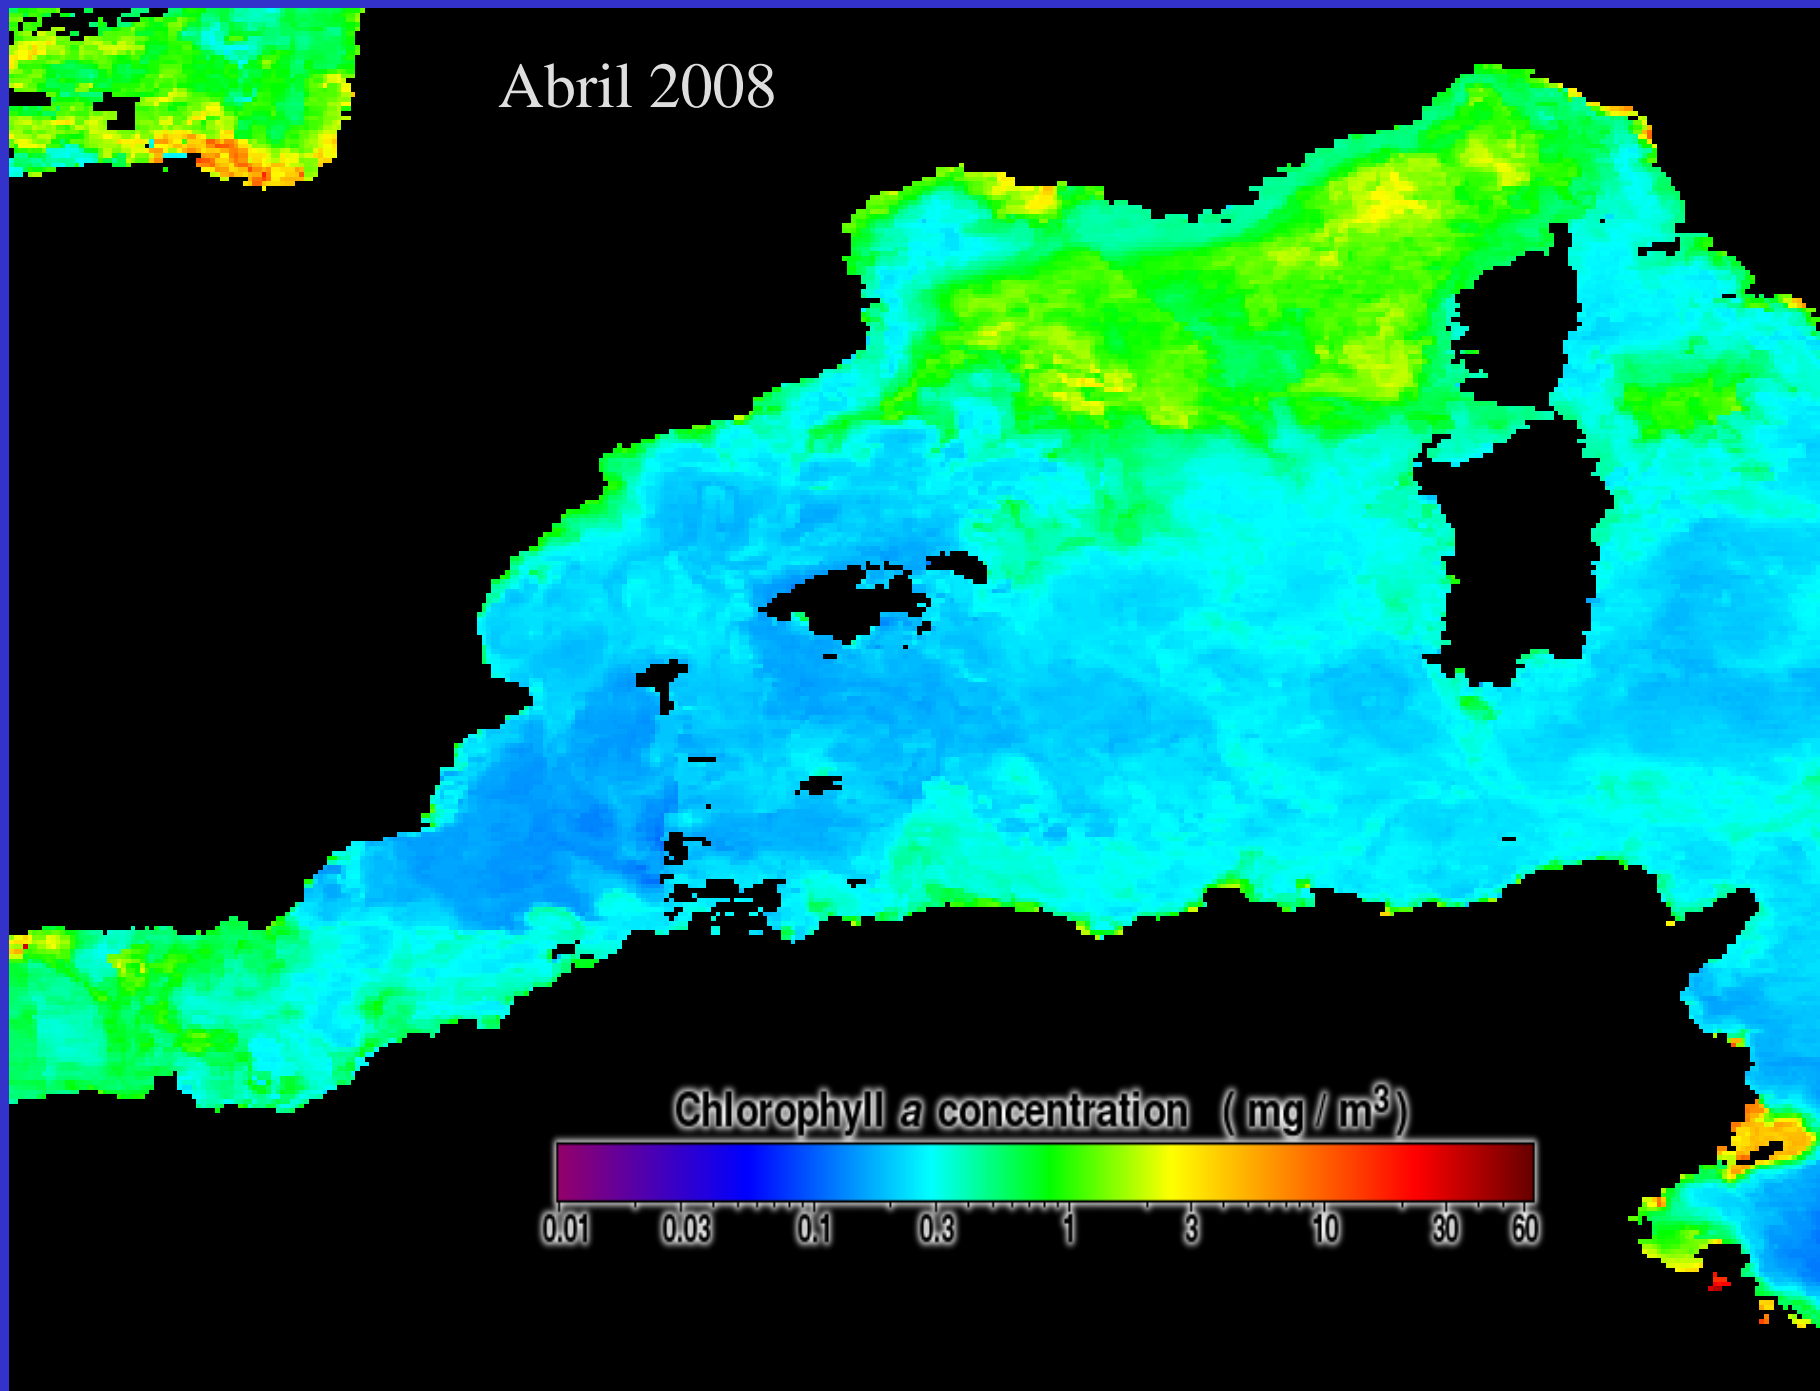 Abril 2008
Chlorophyll a concentration ( mg / m³)
0.01 0.03 0.1 0.3 1 3 10 30 60